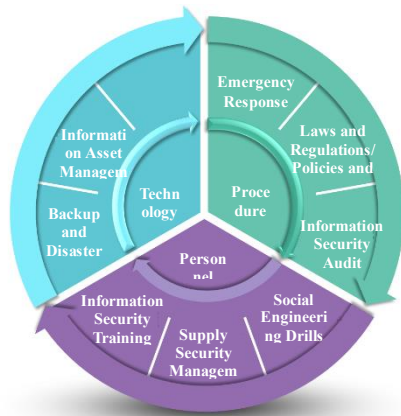 Emergency
Response
Laws and
Regulations/
Policies and
Information
Security
Audit
Proce
dure
Informati
on Asset
Managem
Backup
and
Disaster
Techn
ology
Person
nel
Information
Security
Training
Supply
Security
Managem
Social
Engineeri
ng Drills